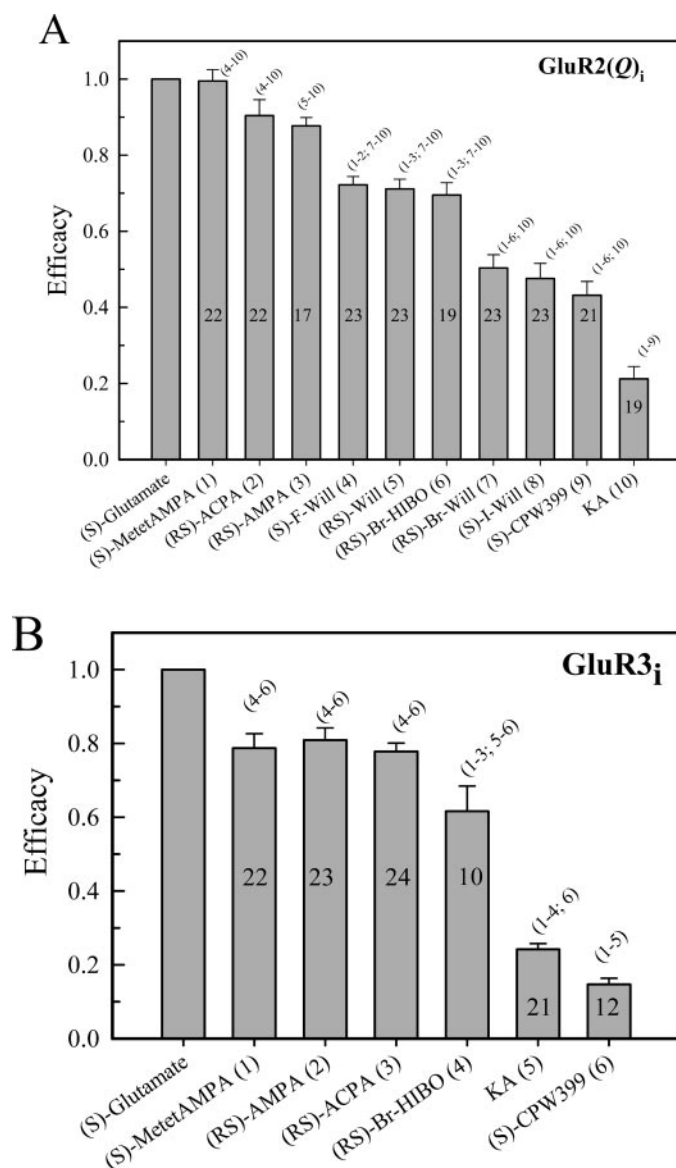 A
GluR2(Q)i
(4-10)
(4-10)
(5-10)
(1-2; 7-10)
(1-3; 7-10)
(1-3; 7-10)
(1-6; 10)
(1-6; 10)
(1-6; 10)
(1-9)
1.0
0.8
0.6
0.4
0.2
0.0
Efficacy
22
22
17
23
23
19
23
23
21
19
(S)-Glutamate
(S)-MetetAMPA (1)
(RS)-ACPA (2)
(RS)-AMPA (3)
(S)-F-Will (4)
(RS)-Will (5)
(RS)-Br-HIBO (6)
(RS)-Br-Will (7)
(S)-I-Will (8)
(S)-CPW399 (9)
KA (10)
B
GluR3i
(4-6)
(4-6)
(4-6)
(1-3; 5-6)
(1-4; 6)
(1-5)
1.0
0.8
0.6
0.4
0.2
0.0
Efficacy
22
23
24
10
21
12
(S)-Glutamate
(S)-MetetAMPA (1)
(RS)-AMPA (2)
(RS)-ACPA (3)
(RS)-Br-HIBO (4)
KA (5)
(S)-CPW399 (6)